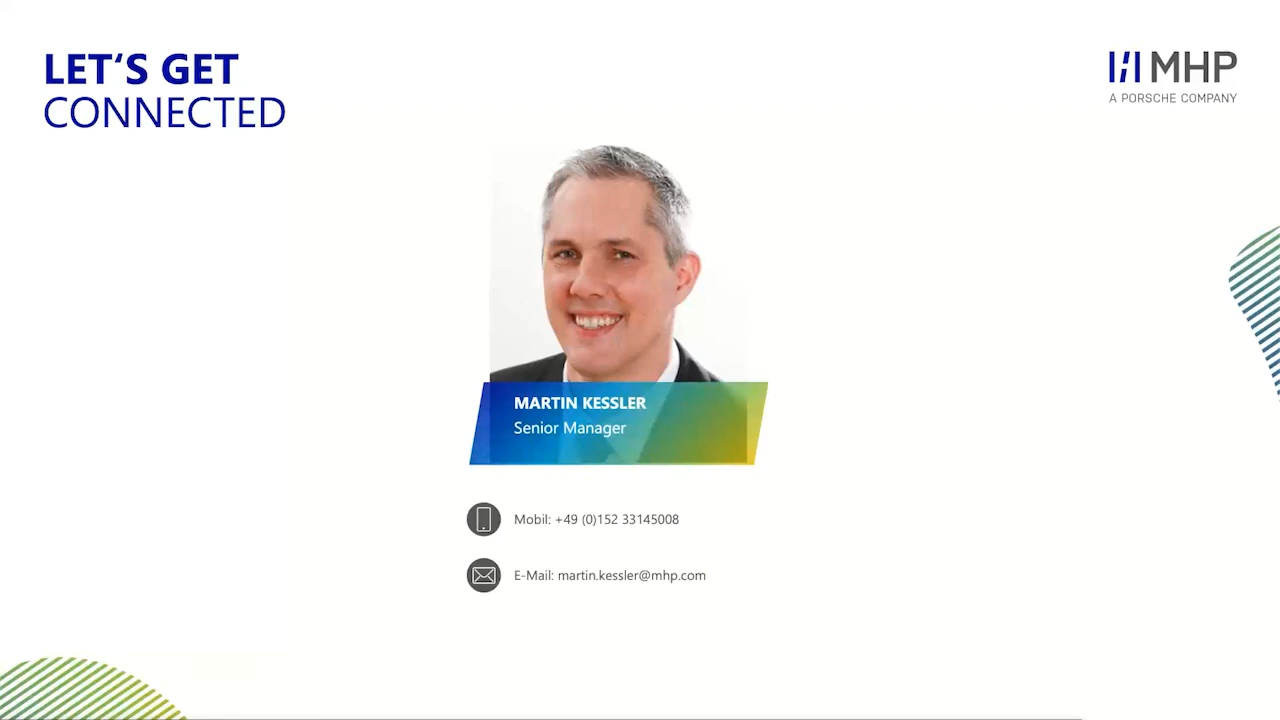 LET‘S GET
CONNECTED
MHP
A PORSCHE COMPANY
MARTIN KESSLER
Senior Manager
Mobil: +49 (0)152 33145008
E-Mail: martin.kessler@mhp.com